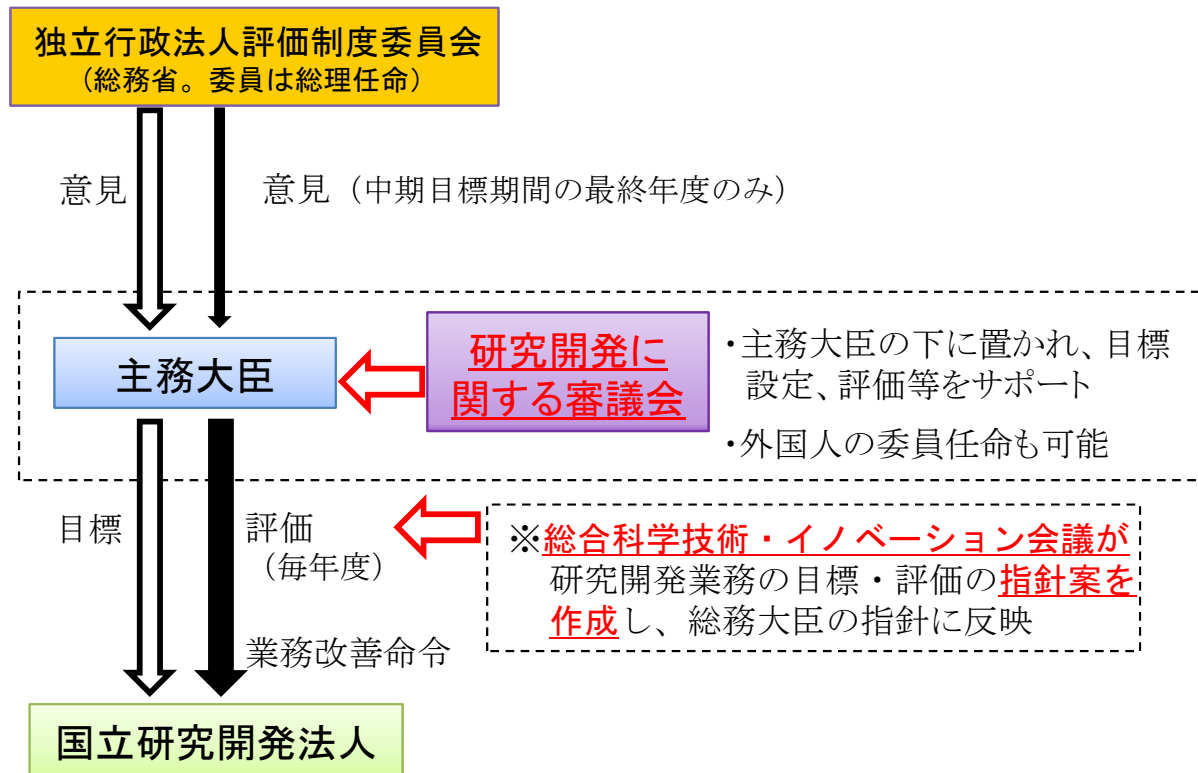 独立行政法人評価制度委員会
(総務省。委員は総理任命)
意見
意見（中期目標期間の最終年度のみ）
主務大臣
研究開発に
関する審議会
・主務大臣の下に置かれ、目標
設定、評価等をサポート
・外国人の委員任命も可能
目標
評価
（毎年度）
業務改善命令
※総合科学技術・イノベーション会議が
研究開発業務の目標・評価の指針案を
作成し、総務大臣の指針に反映
国立研究開発法人